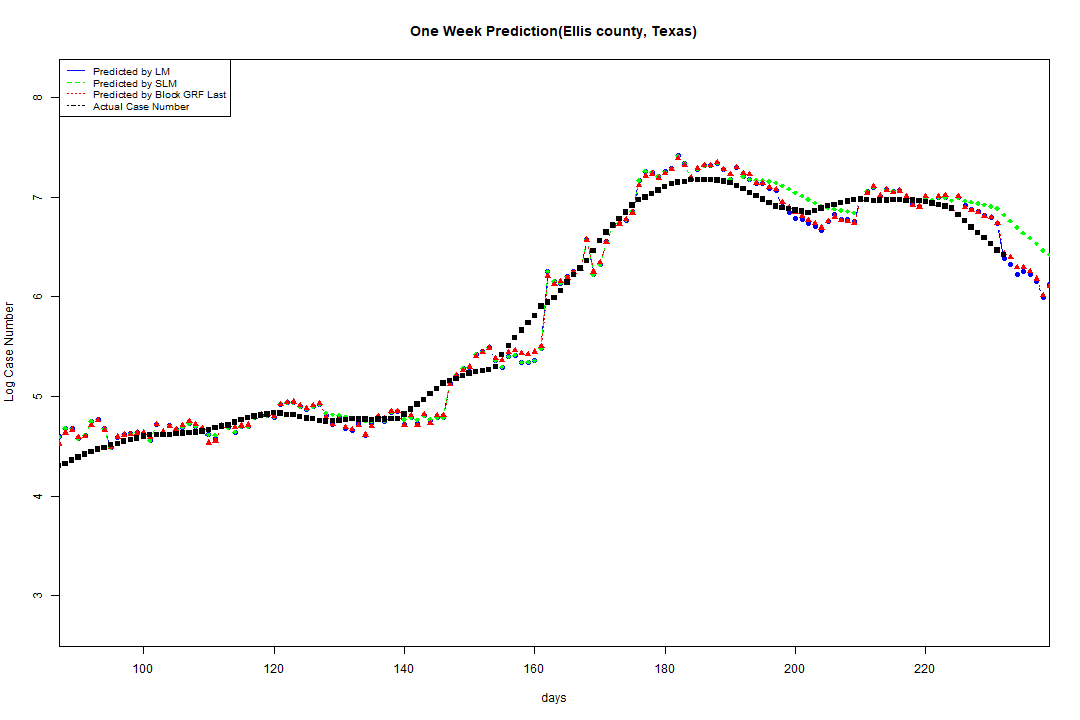 One Week Prediction(Ellis county, Texas)
Predicted by LM
Predicted by SLM
Predicted by Block GRF Last
Actual Case Number
8
7
6
5
4
3
Log Case Number
100 120 140 160 180 200 220
days